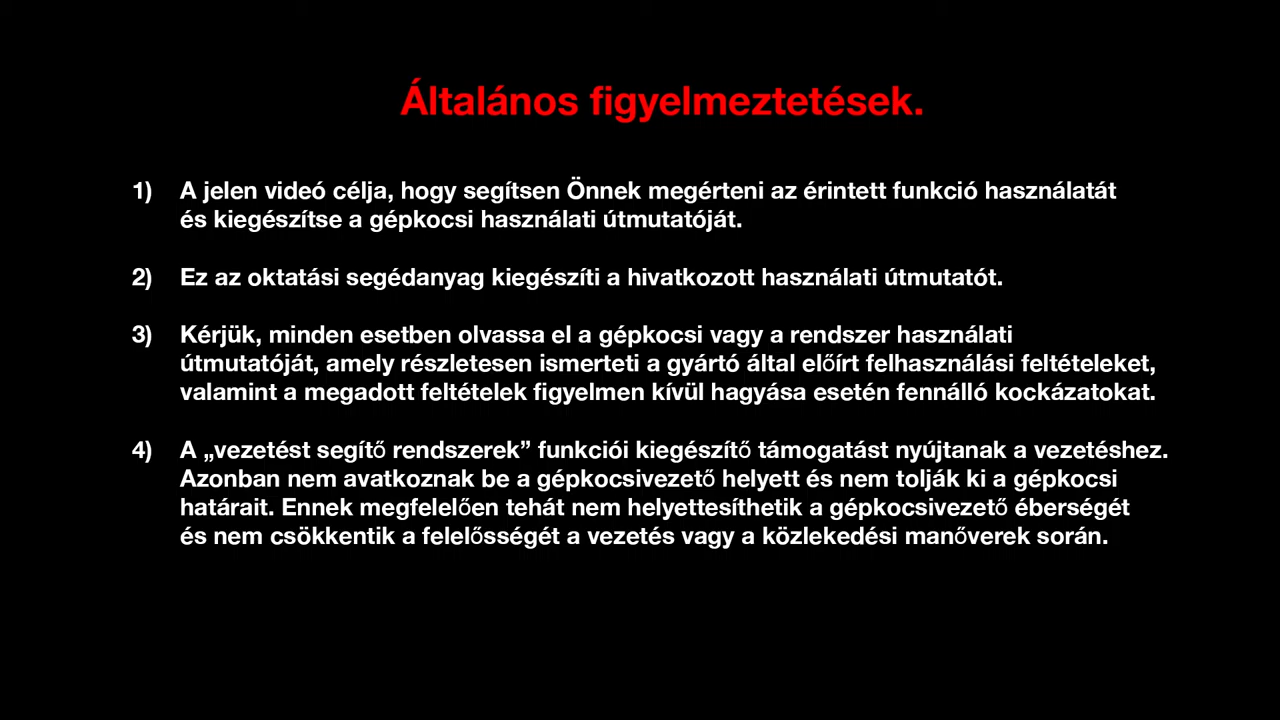 Általános figyelmeztetések.
1) A jelen videó célja, hogy segítsen Önnek megérteni az érintett funkció használatát
és kiegészítse a gépkocsi használati útmutatóját.
2) Ez az oktatási segédanyag kiegészíti a hivatkozott használati útmutatót.
3) Kérjük, minden esetben olvassa el a gépkocsi vagy a rendszer használati
útmutatóját, amely részletesen ismerteti a gyártó által előírt felhasználási feltételeket,
valamint a megadott feltételek figyelmen kívül hagyása esetén fennálló kockázatokat.
4) A „vezetést segítő rendszerek” funkciói kiegészítő támogatást nyújtanak a vezetéshez.
Azonban nem avatkoznak be a gépkocsivezető helyett és nem tolják ki a gépkocsi
határait. Ennek megfelelően tehát nem helyettesíthetik a gépkocsivezető éberségét
és nem csökkentik a felelősségét a vezetés vagy a közlekedési manőverek során.